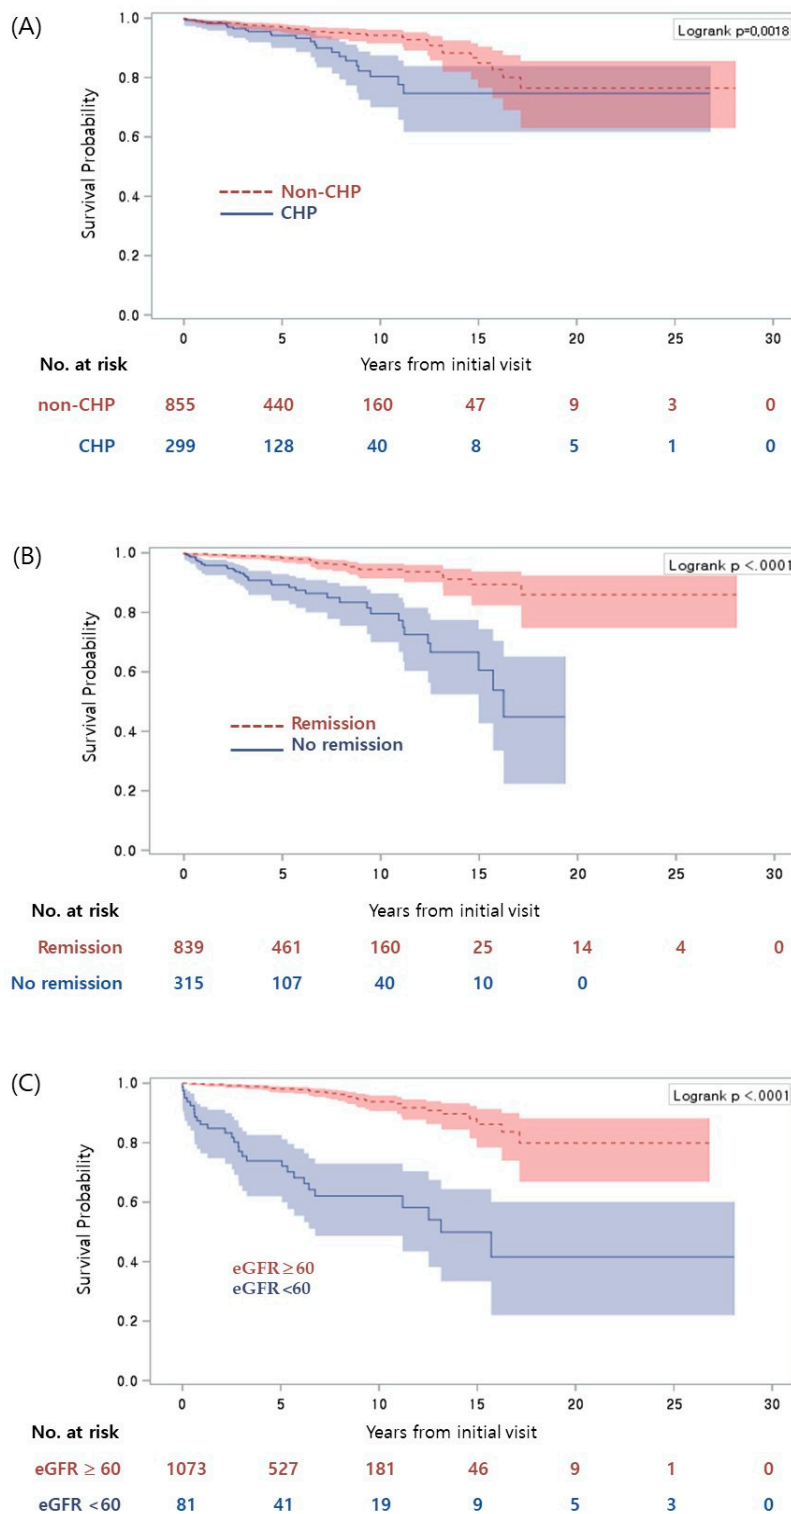 (A)
Logrank p=0.0018
1.0
0.8
0.6
0.4
0.2
0.0
Survival Probability
Non-CHP
CHP
0 5 10 15 20 25 30
No. at risk Years from initial visit
non-CHP 855 440 160 47 9 3 0
CHP 299 128 40 8 5 1 0
(B)
Logrank p <.0001
1.0
0.8
0.6
0.4
0.2
0.0
Survival Probability
Remission
No remission
0 5 10 15 20 25 30
No. at risk Years from initial visit
Remission 839 461 160 25 14 4 0
No remission 315 107 40 10 0
(C)
Logrank p <.0001
1.0
0.8
0.6
0.4
0.2
0.0
Survival Probability
eGFR ≥ 60
eGFR <60
0 5 10 15 20 25 30
No. at risk Years from initial visit
eGFR ≥ 60 1073 527 181 46 9 1 0
eGFR <60 81 41 19 9 5 3 0